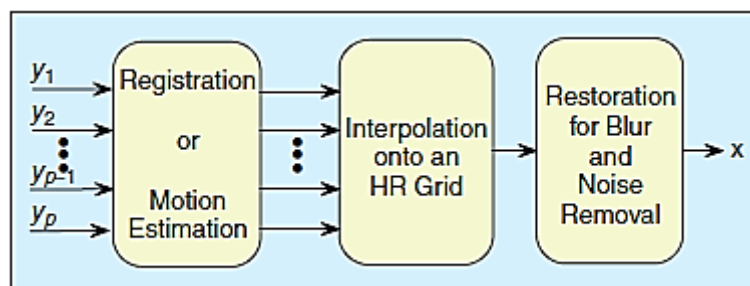 y1
y2
yp-1
yp
Registration
or
Motion
Estimation
Interpolation
onto an
HR Grid
Restoration
for Blur
and
Noise
Removal
x